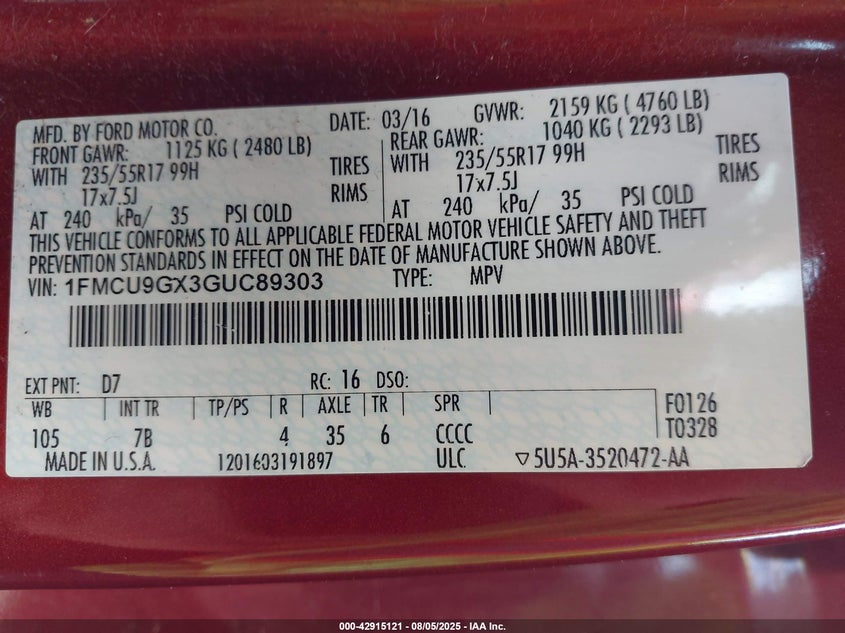 MFD. BY FORD MOTOR CO. DATE: 03/16 GVWR: 2159 KG ( 4760 LB)
FRONT GAWR: 1125 KG ( 2480 LB) REAR GAWR: 1040 KG ( 2293 LB)
WITH 235/55R17 99H TIRES WITH 235/55R17 99H TIRES
17x7.5J RIMS 17x7.5J RIMS
AT 240 kPa/ 35 PSI COLD AT 240 kPa/ 35 PSI COLD
THIS VEHICLE CONFORMS TO ALL APPLICABLE FEDERAL MOTOR VEHICLE SAFETY AND THEFT
PREVENTION STANDARDS IN EFFECT ON THE DATE OF MANUFACTURE SHOWN ABOVE.
VIN: 1FMCU9GX3GUC89303 TYPE: MPV
EXT PNT: D7 RC: 16 DSO:
WB INT TR TP/PS R AXLE TR SPR F0126
105 7B 4 35 6 CCCC T0328
MADE IN U.S.A. 1201603191897 ULC ▽5U5A-3520472-AA
000-42915121 - 08/05/2025 - IAA Inc.